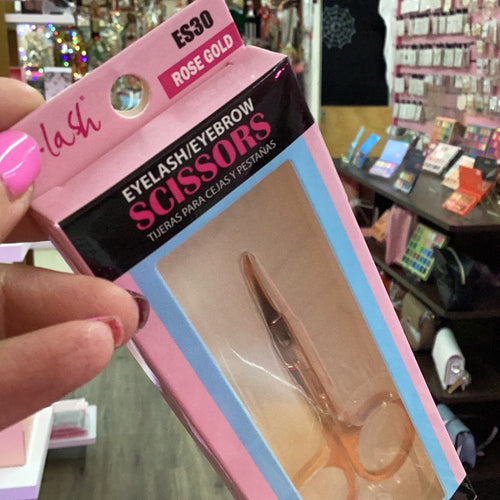 ES30
ROSE GOLD
-lash®
EYELASH/EYEBROW
SCISSORS
TIJERAS PARA CEJAS Y PESTAÑAS